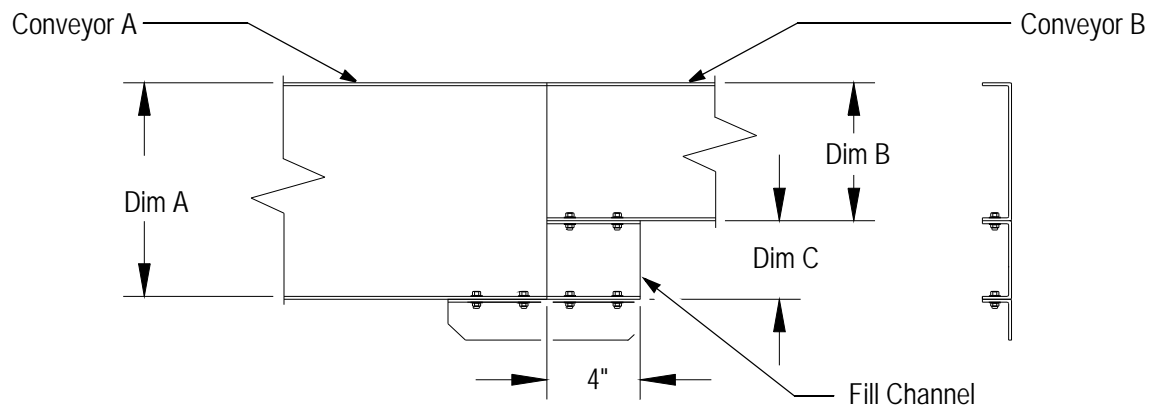 Conveyor A
Conveyor B
Dim A
Dim B
Dim C
4"
Fill Channel